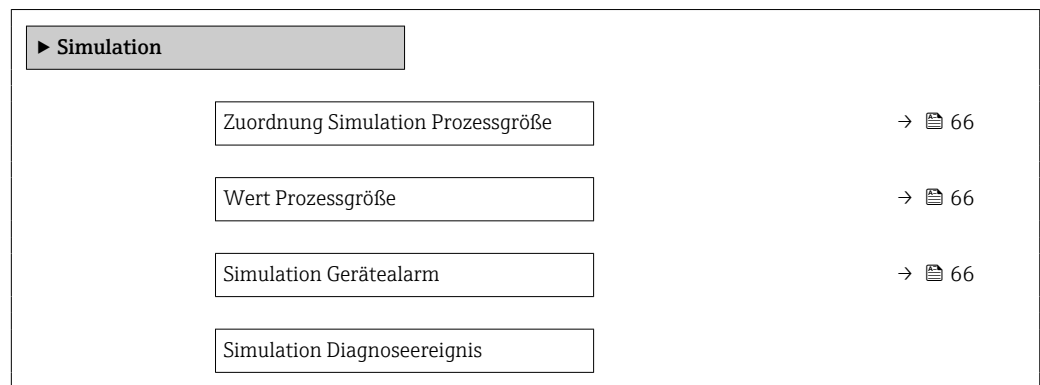 ▶ Simulation
Zuordnung Simulation Prozessgröße → 66
Wert Prozessgröße → 66
Simulation Gerätealarm → 66
Simulation Diagnoseereignis